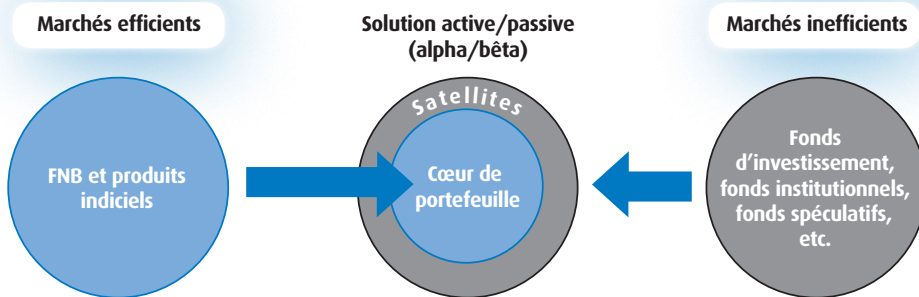 Marchés efficients
Solution active/passive
(alpha/bêta)
Marchés inefficients
FNB et produits
indiciels
Satellites
Cœur de
portefeuille
Fonds
d’investissement,
fonds institutionnels,
fonds spéculatifs,
etc.